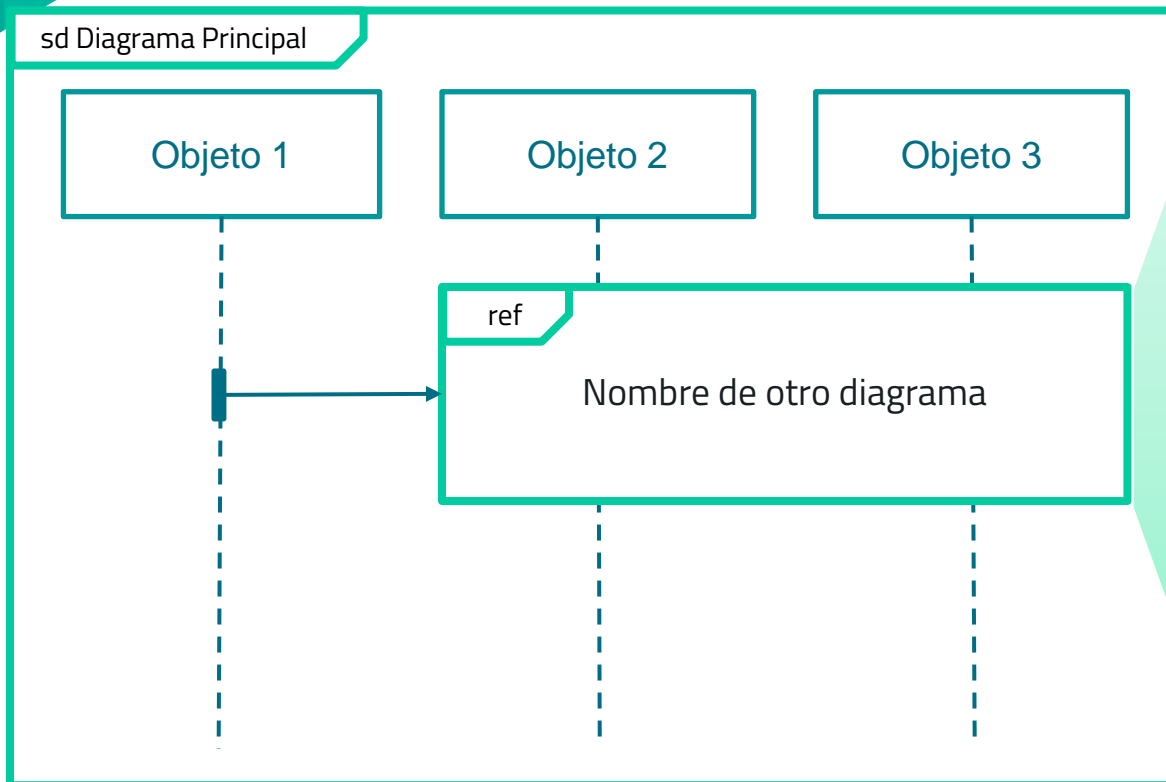 sd Diagrama Principal
Objeto 1
Objeto 2
Objeto 3
ref
Nombre de otro diagrama